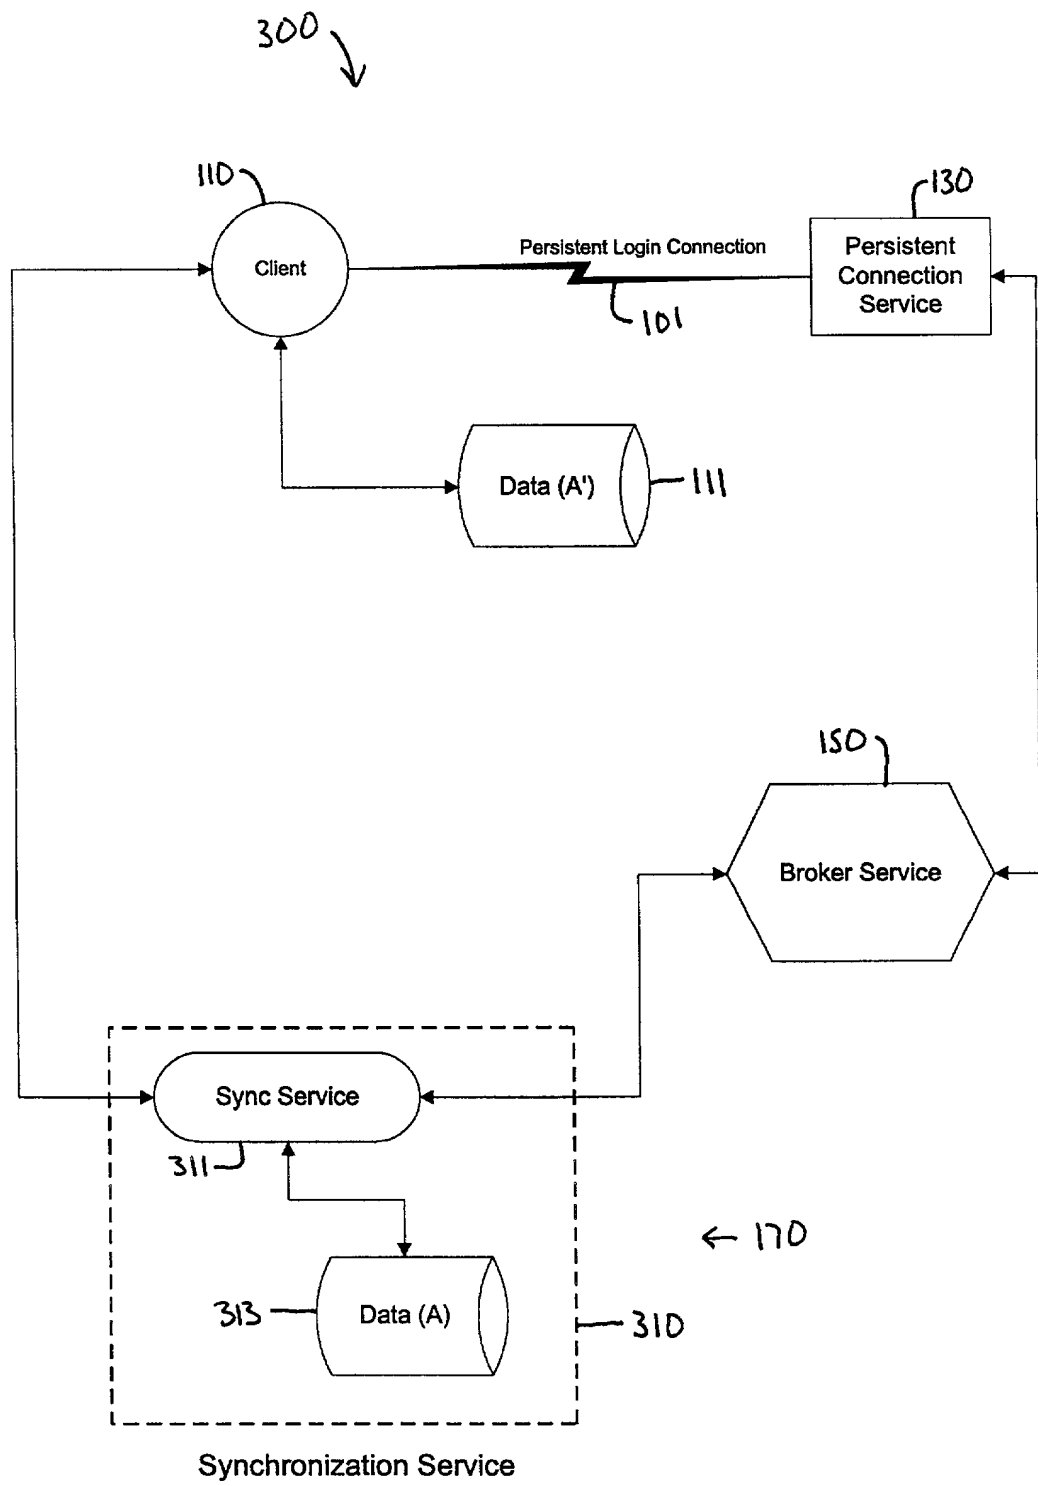 300
110
130
Client
Persistent Login Connection
Persistent
Connection
Service
101
Data (A')
111
150
Broker Service
Sync Service
311
170
313
Data (A)
310
Synchronization Service